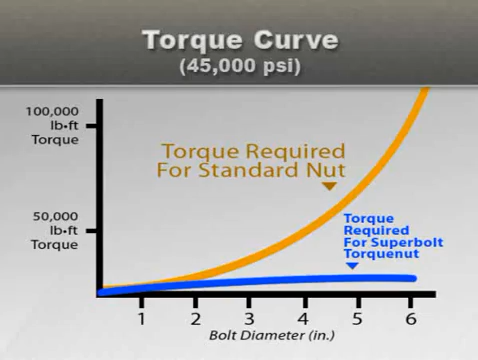 Torque Curve
(45,000 psi)
100,000
lb•ft
Torque
Torque Required
For Standard Nut
50,000
lb•ft
Torque
Torque
Required
For Superbolt
Torquenut
1 2 3 4 5 6
Bolt Diameter (in.)